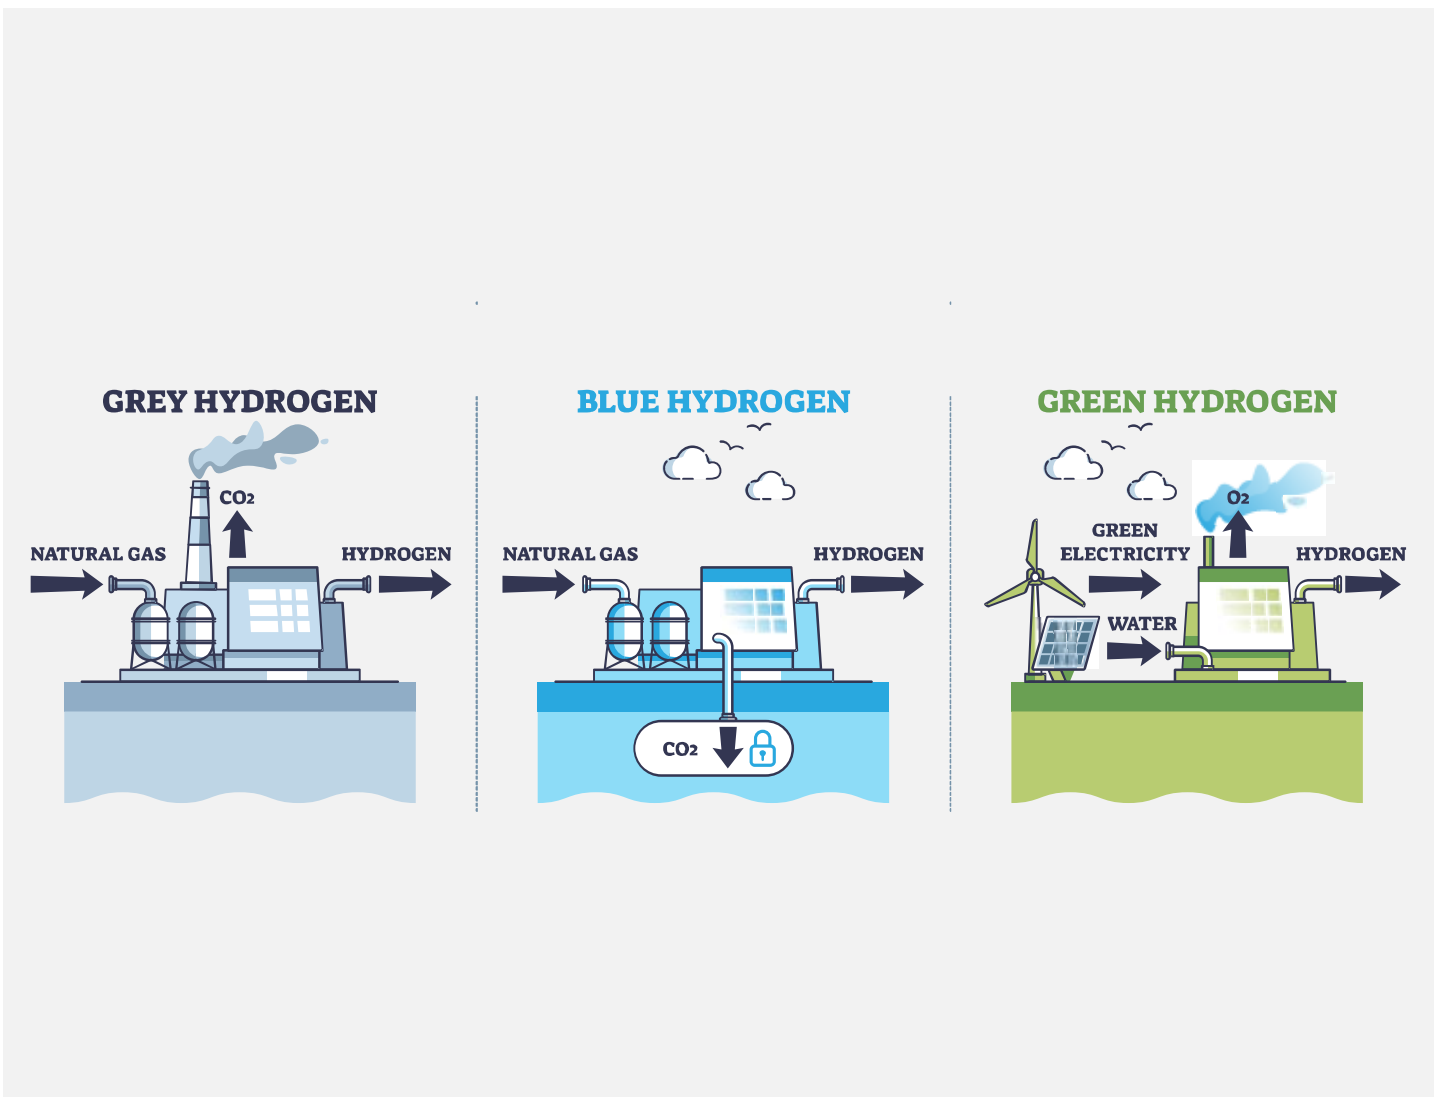 GREY HYDROGEN
CO2
NATURAL GAS
HYDROGEN
BLUE HYDROGEN
NATURAL GAS
HYDROGEN
CO2
GREEN HYDROGEN
O2
GREEN
ELECTRICITY
HYDROGEN
WATER